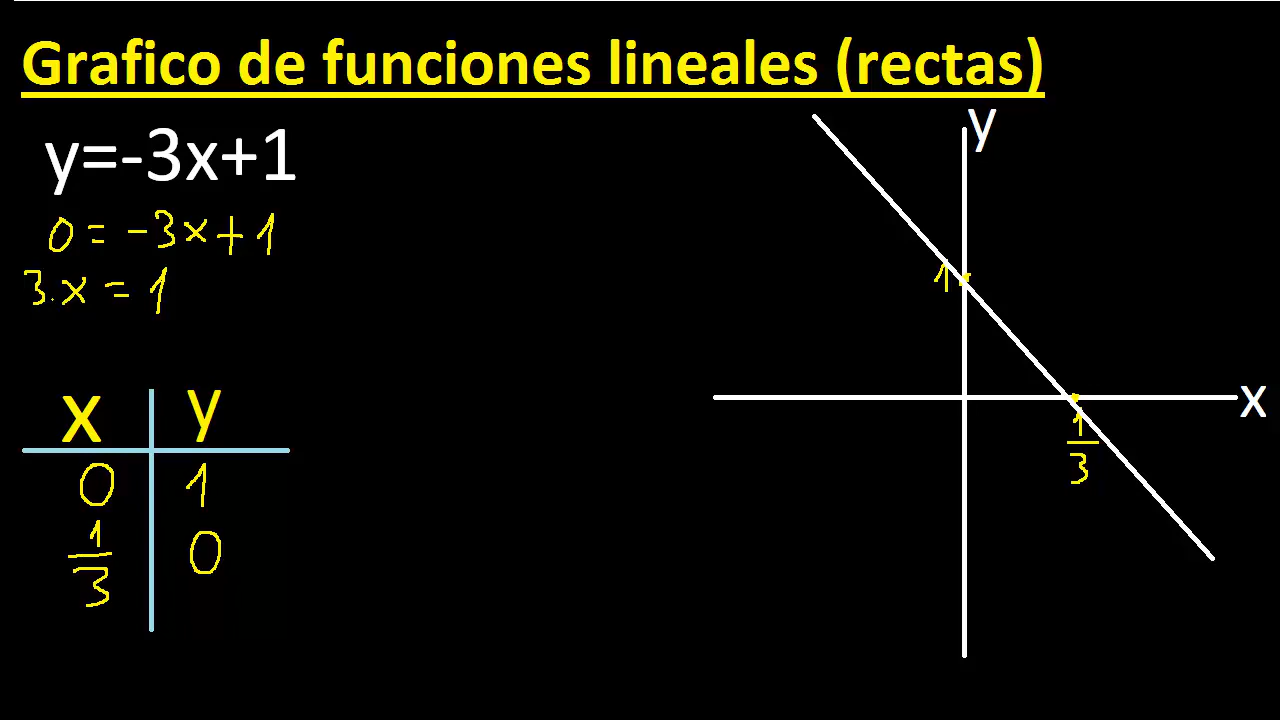 Grafico de funciones lineales (rectas)
y=-3x+1
0 = -3x + 1
3.x = 1
x y
0 1
1/3 0
y
1
x
1/3